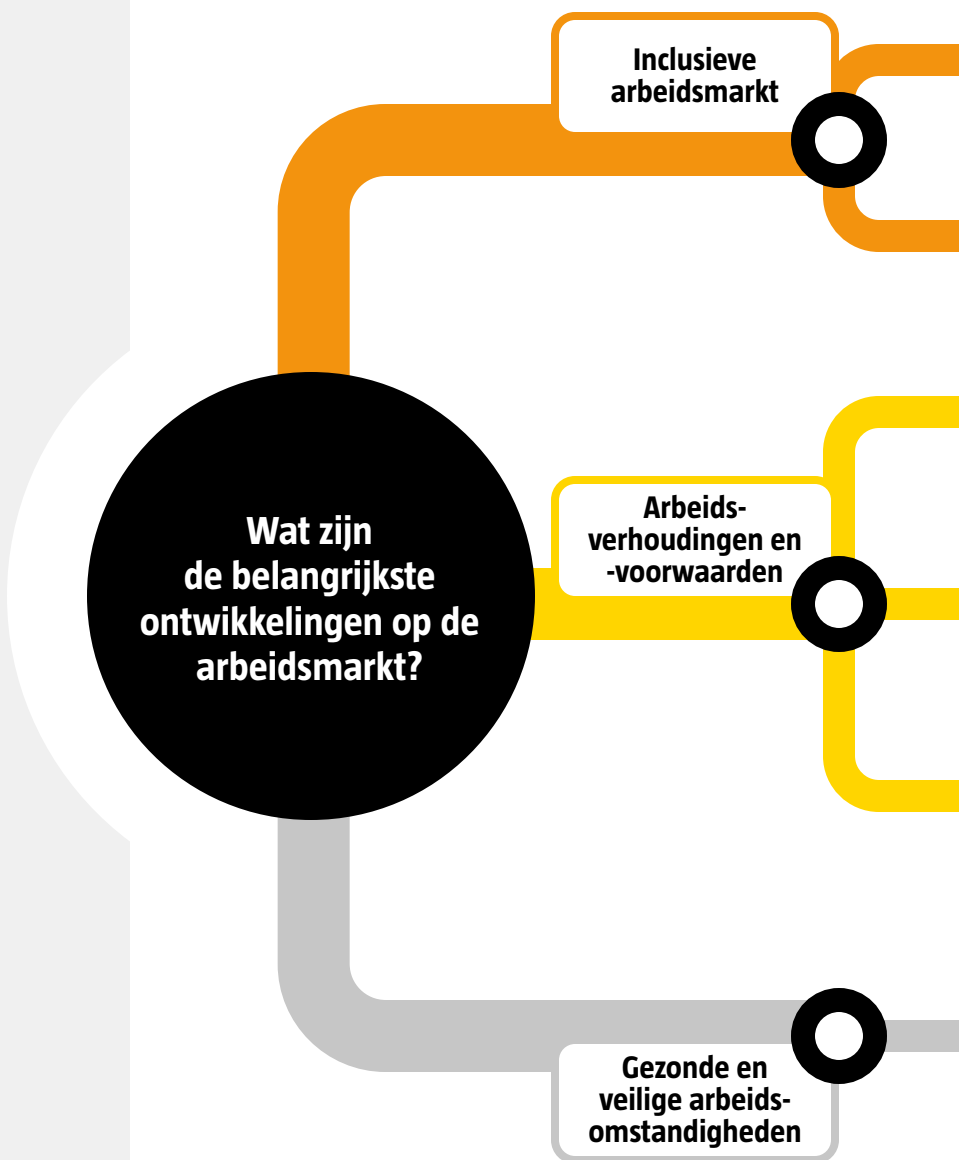 Inclusieve
arbeidsmarkt
Wat zijn
de belangrijkste
ontwikkelingen op de
arbeidsmarkt?
Arbeids-
verhoudingen en
-voorwaarden
Gezonde en
veilige arbeids-
omstandigheden